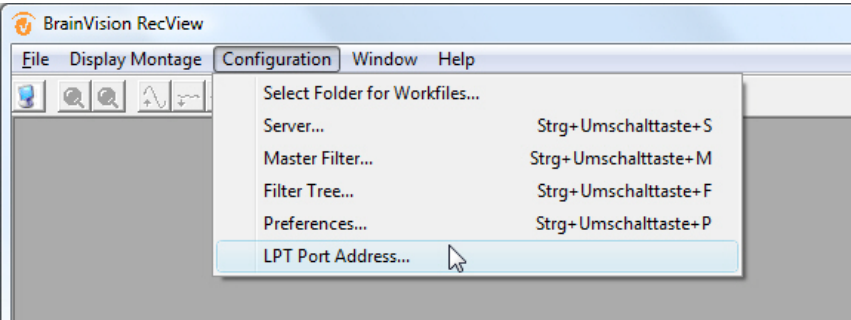 BrainVision RecView
File Display Montage Configuration Window Help
Select Folder for Workfiles...
Server... Strg+Umschalttaste+S
Master Filter... Strg+Umschalttaste+M
Filter Tree... Strg+Umschalttaste+F
Preferences... Strg+Umschalttaste+P
LPT Port Address...